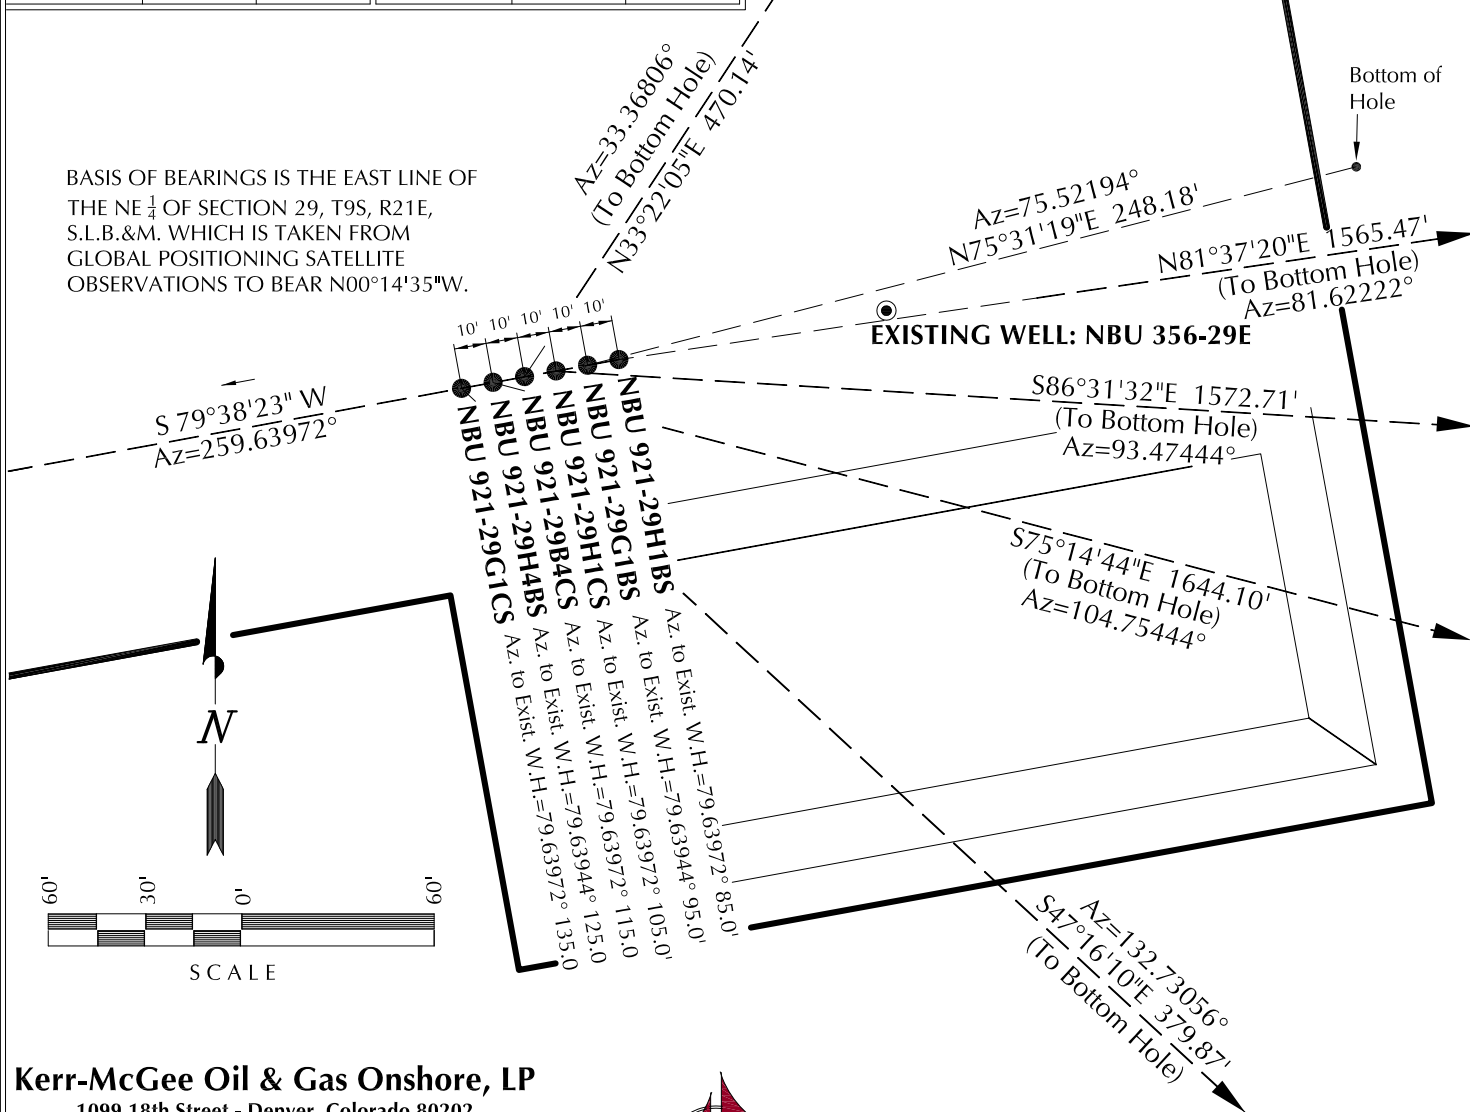 Az=33.36806°
(To Bottom Hole)
N33°22'05"E 470.14'
Bottom of
Hole
BASIS OF BEARINGS IS THE EAST LINE OF
THE NE 1/4 OF SECTION 29, T9S, R21E,
S.L.B.&M. WHICH IS TAKEN FROM
GLOBAL POSITIONING SATELLITE
OBSERVATIONS TO BEAR N00°14'35"W.
Az=75.52194°
N75°31'19"E 248.18'
N81°37'20"E 1565.47'
(To Bottom Hole)
Az=81.62222°
10' 10' 10' 10' 10'
EXISTING WELL: NBU 356-29E
S 79°38'23" W
Az=259.63972°
S86°31'32"E 1572.71'
(To Bottom Hole)
Az=93.47444°
NBU 921-29G1CS Az. to Exist. W.H.=79.63972° 135.0
NBU 921-29H4BS Az. to Exist. W.H.=79.63944° 125.0
NBU 921-29B4CS Az. to Exist. W.H.=79.63972° 115.0
NBU 921-29H1CS Az. to Exist. W.H.=79.63972° 105.0'
NBU 921-29G1BS Az. to Exist. W.H.=79.63944° 95.0'
NBU 921-29H1BS Az. to Exist. W.H.=79.63972° 85.0'
S75°14'44"E 1644.10'
(To Bottom Hole)
Az=104.75444°
N
60' 30' 0' 60'
SCALE
Az=132.73056°
S47°16'10"E 379.87'
(To Bottom Hole)
Kerr-McGee Oil & Gas Onshore, LP
1099 18th Street - Denver, Colorado 80202